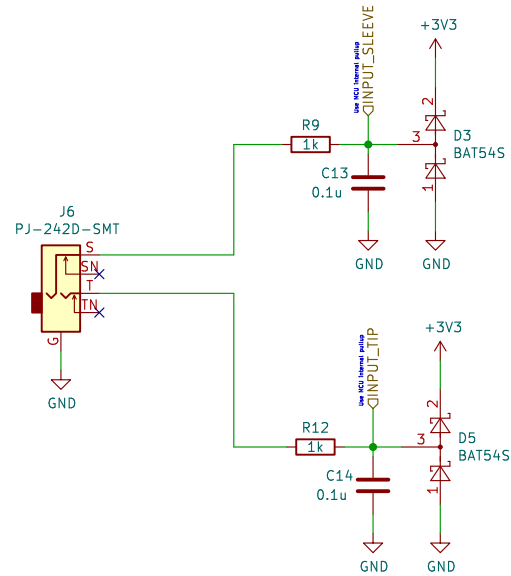 INPUT_SLEEVE
Use MCU internal pullup
+3V3
2
R9
1k
3
D3
BAT54S
C13
0.1u
1
GND
GND
J6
PJ-242D-SMT
S
SN
T
TN
G
GND
INPUT_TIP
Use MCU internal pullup
+3V3
2
R12
1k
3
D5
BAT54S
C14
0.1u
1
GND
GND